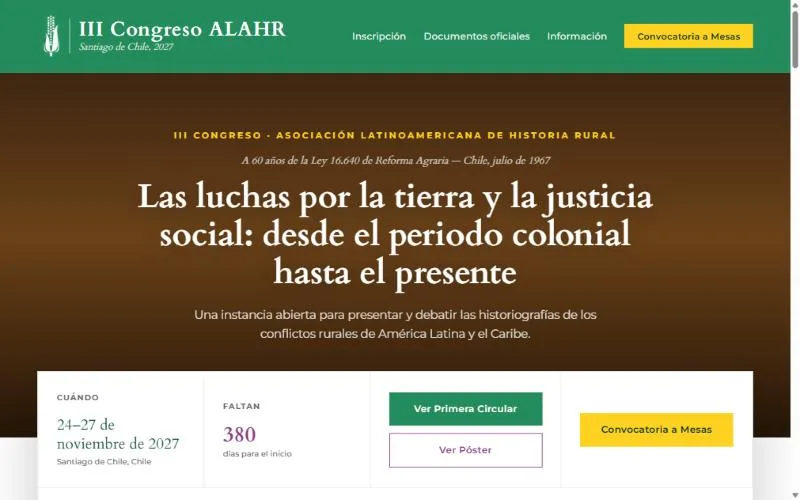 III Congreso ALAHR
Santiago de Chile, 2027
Inscripción
Documentos oficiales
Información
Convocatoria a Mesas
III CONGRESO · ASOCIACIÓN LATINOAMERICANA DE HISTORIA RURAL
A 60 años de la Ley 16.640 de Reforma Agraria — Chile, julio de 1967
Las luchas por la tierra y la justicia
social: desde el periodo colonial
hasta el presente
Una instancia abierta para presentar y debatir las historiografías de los
conflictos rurales de América Latina y el Caribe.
CUÁNDO
24–27 de
noviembre de 2027
Santiago de Chile, Chile
FALTAN
380
días para el inicio
Ver Primera Circular
Ver Póster
Convocatoria a Mesas